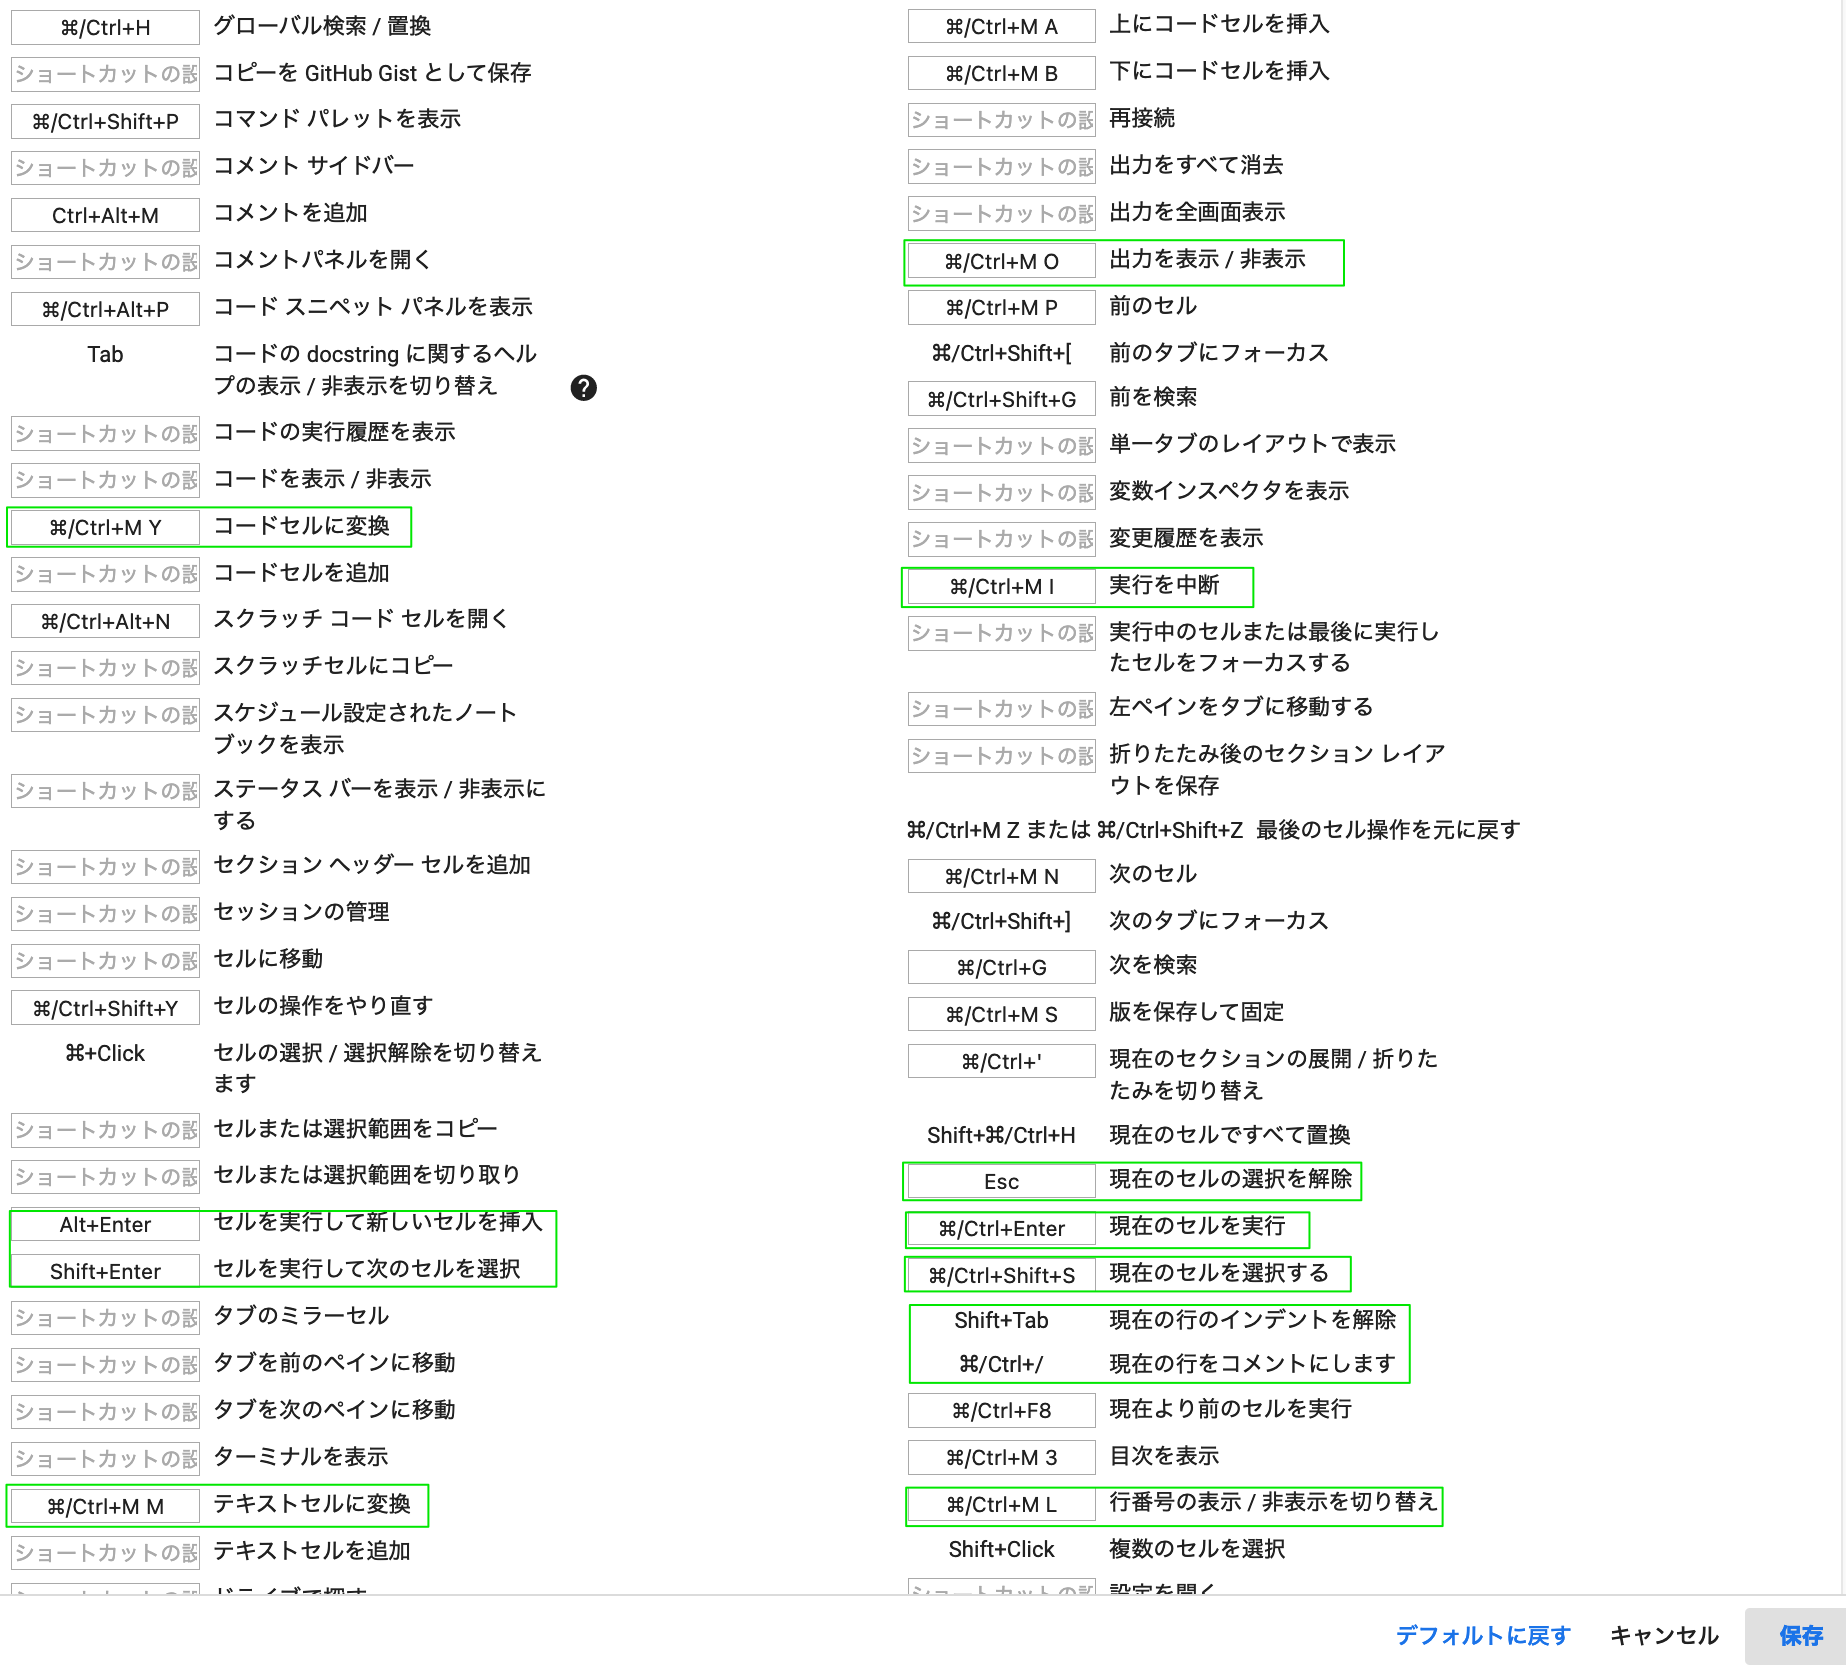 ⌘/Ctrl+H グローバル検索 / 置換
ショートカットの設 コピーを GitHub Gist として保存
⌘/Ctrl+Shift+P コマンド パレットを表示
ショートカットの設 コメント サイドバー
Ctrl+Alt+M コメントを追加
ショートカットの設 コメントパネルを開く
⌘/Ctrl+Alt+P コード スニペット パネルを表示
Tab コードの docstring に関するヘル
プの表示 / 非表示を切り替え
ショートカットの設 コードの実行履歴を表示
ショートカットの設 コードを表示 / 非表示
⌘/Ctrl+M Y コードセルに変換
ショートカットの設 コードセルを追加
⌘/Ctrl+Alt+N スクラッチ コード セルを開く
ショートカットの設 スクラッチセルにコピー
ショートカットの設 スケジュール設定されたノート
ブックを表示
ショートカットの設 ステータス バーを表示 / 非表示に
する
ショートカットの設 セクション ヘッダー セルを追加
ショートカットの設 セッションの管理
ショートカットの設 セルに移動
⌘/Ctrl+Shift+Y セルの操作をやり直す
⌘+Click セルの選択 / 選択解除を切り替え
ます
ショートカットの設 セルまたは選択範囲をコピー
ショートカットの設 セルまたは選択範囲を切り取り
Alt+Enter セルを実行して新しいセルを挿入
Shift+Enter セルを実行して次のセルを選択
ショートカットの設 タブのミラーセル
ショートカットの設 タブを前のペインに移動
ショートカットの設 タブを次のペインに移動
ショートカットの設 ターミナルを表示
⌘/Ctrl+M M テキストセルに変換
ショートカットの設 テキストセルを追加
ショートカットの設 ドライブで探す
⌘/Ctrl+M A 上にコードセルを挿入
⌘/Ctrl+M B 下にコードセルを挿入
ショートカットの設 再接続
ショートカットの設 出力をすべて消去
ショートカットの設 出力を全画面表示
⌘/Ctrl+M O 出力を表示 / 非表示
⌘/Ctrl+M P 前のセル
⌘/Ctrl+Shift+[ 前のタブにフォーカス
⌘/Ctrl+Shift+G 前を検索
ショートカットの設 単一タブのレイアウトで表示
ショートカットの設 変数インスペクタを表示
ショートカットの設 変更履歴を表示
⌘/Ctrl+M I 実行を中断
ショートカットの設 実行中のセルまたは最後に実行し
たセルをフォーカスする
ショートカットの設 左ペインをタブに移動する
ショートカットの設 折りたたみ後のセクション レイア
ウトを保存
⌘/Ctrl+M Z または ⌘/Ctrl+Shift+Z 最後のセル操作を元に戻す
⌘/Ctrl+M N 次のセル
⌘/Ctrl+Shift+] 次のタブにフォーカス
⌘/Ctrl+G 次を検索
⌘/Ctrl+M S 版を保存して固定
⌘/Ctrl+' 現在のセクションの展開 / 折りた
たみを切り替え
Shift+⌘/Ctrl+H 現在のセルですべて置換
Esc 現在のセルの選択を解除
⌘/Ctrl+Enter 現在のセルを実行
⌘/Ctrl+Shift+S 現在のセルを選択する
Shift+Tab 現在の行のインデントを解除
⌘/Ctrl+/ 現在の行をコメントにします
⌘/Ctrl+F8 現在より前のセルを実行
⌘/Ctrl+M 3 目次を表示
⌘/Ctrl+M L 行番号の表示 / 非表示を切り替え
Shift+Click 複数のセルを選択
ショートカットの設 設定を開く
デフォルトに戻す キャンセル 保存